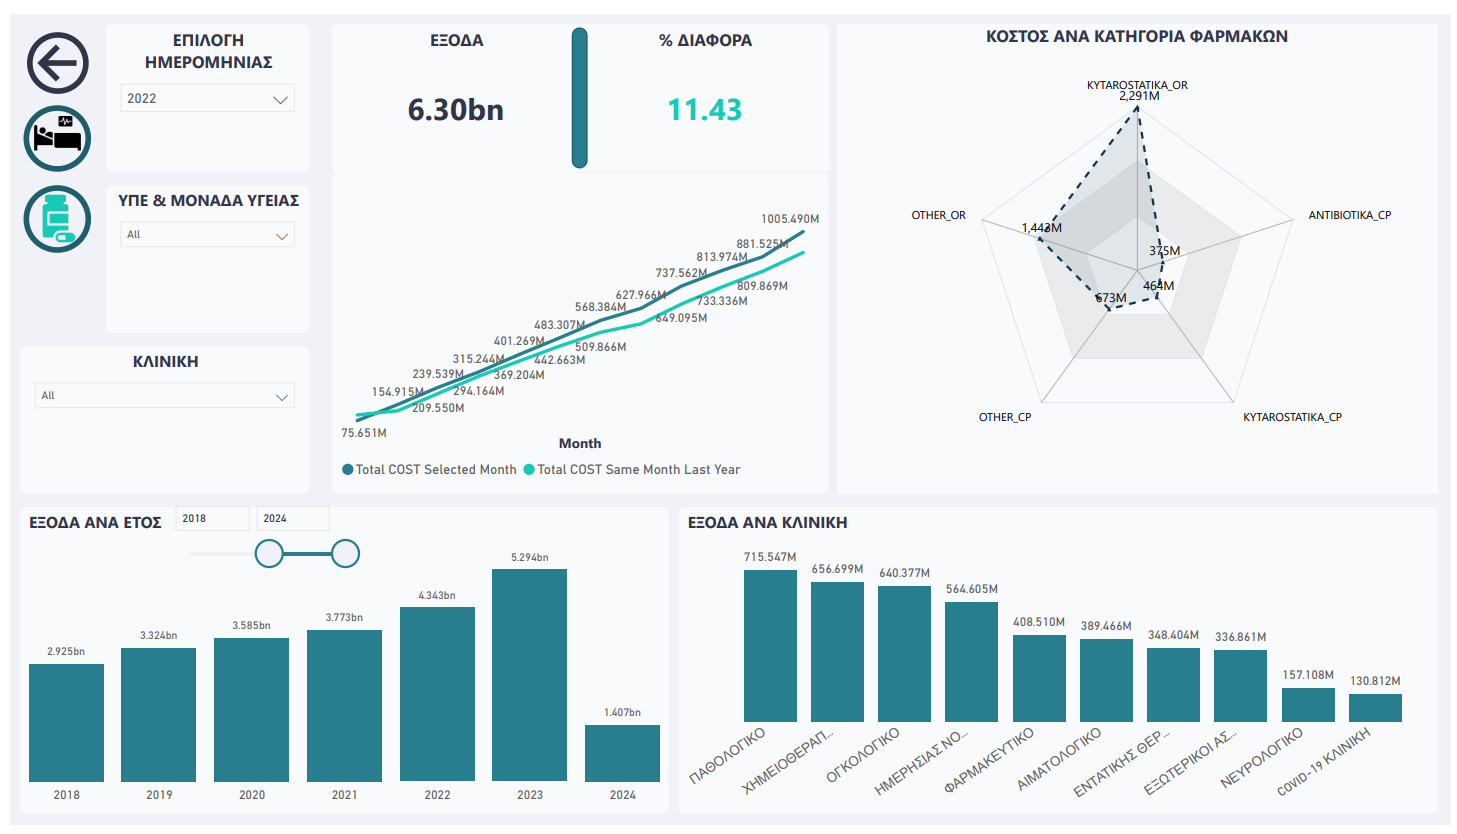 ΕΠΙΛΟΓΗ
ΗΜΕΡΟΜΗΝΙΑΣ
2022
ΥΠΕ & ΜΟΝΑΔΑ ΥΓΕΙΑΣ
All
ΚΛΙΝΙΚΗ
All
ΕΞΟΔΑ
6.30bn
% ΔΙΑΦΟΡΑ
11.43
1005.490M
881.525M
813.974M
737.562M
627.966M
568.384M
483.307M
401.269M
315.244M
239.539M
154.915M
75.651M
809.869M
733.336M
649.095M
509.866M
442.663M
369.204M
294.164M
209.550M
Month
Total COST Selected Month
Total COST Same Month Last Year
ΚΟΣΤΟΣ ΑΝΑ ΚΑΤΗΓΟΡΙΑ ΦΑΡΜΑΚΩΝ
KYTAROSTATIKA_OR
2,291M
OTHER_OR
1,443M
ANTIBIOTIKA_CP
375M
464M
673M
OTHER_CP
KYTAROSTATIKA_CP
ΕΞΟΔΑ ΑΝΑ ΕΤΟΣ
2018
2024
2.925bn
3.324bn
3.585bn
3.773bn
4.343bn
5.294bn
1.407bn
2018
2019
2020
2021
2022
2023
2024
ΕΞΟΔΑ ΑΝΑ ΚΛΙΝΙΚΗ
715.547M
656.699M
640.377M
564.605M
408.510M
389.466M
348.404M
336.861M
157.108M
130.812M
ΠΑΘΟΛΟΓΙΚΟ
ΧΗΜΕΙΟΘΕΡΑΠ...
ΟΓΚΟΛΟΓΙΚΟ
ΗΜΕΡΗΣΙΑΣ ΝΟ...
ΦΑΡΜΑΚΕΥΤΙΚΟ
ΑΙΜΑΤΟΛΟΓΙΚΟ
ΕΝΤΑΤΙΚΗΣ ΘΕΡ...
ΕΞΩΤΕΡΙΚΟΙ ΑΣ...
ΝΕΥΡΟΛΟΓΙΚΟ
COVID-19 ΚΛΙΝΙΚΗ